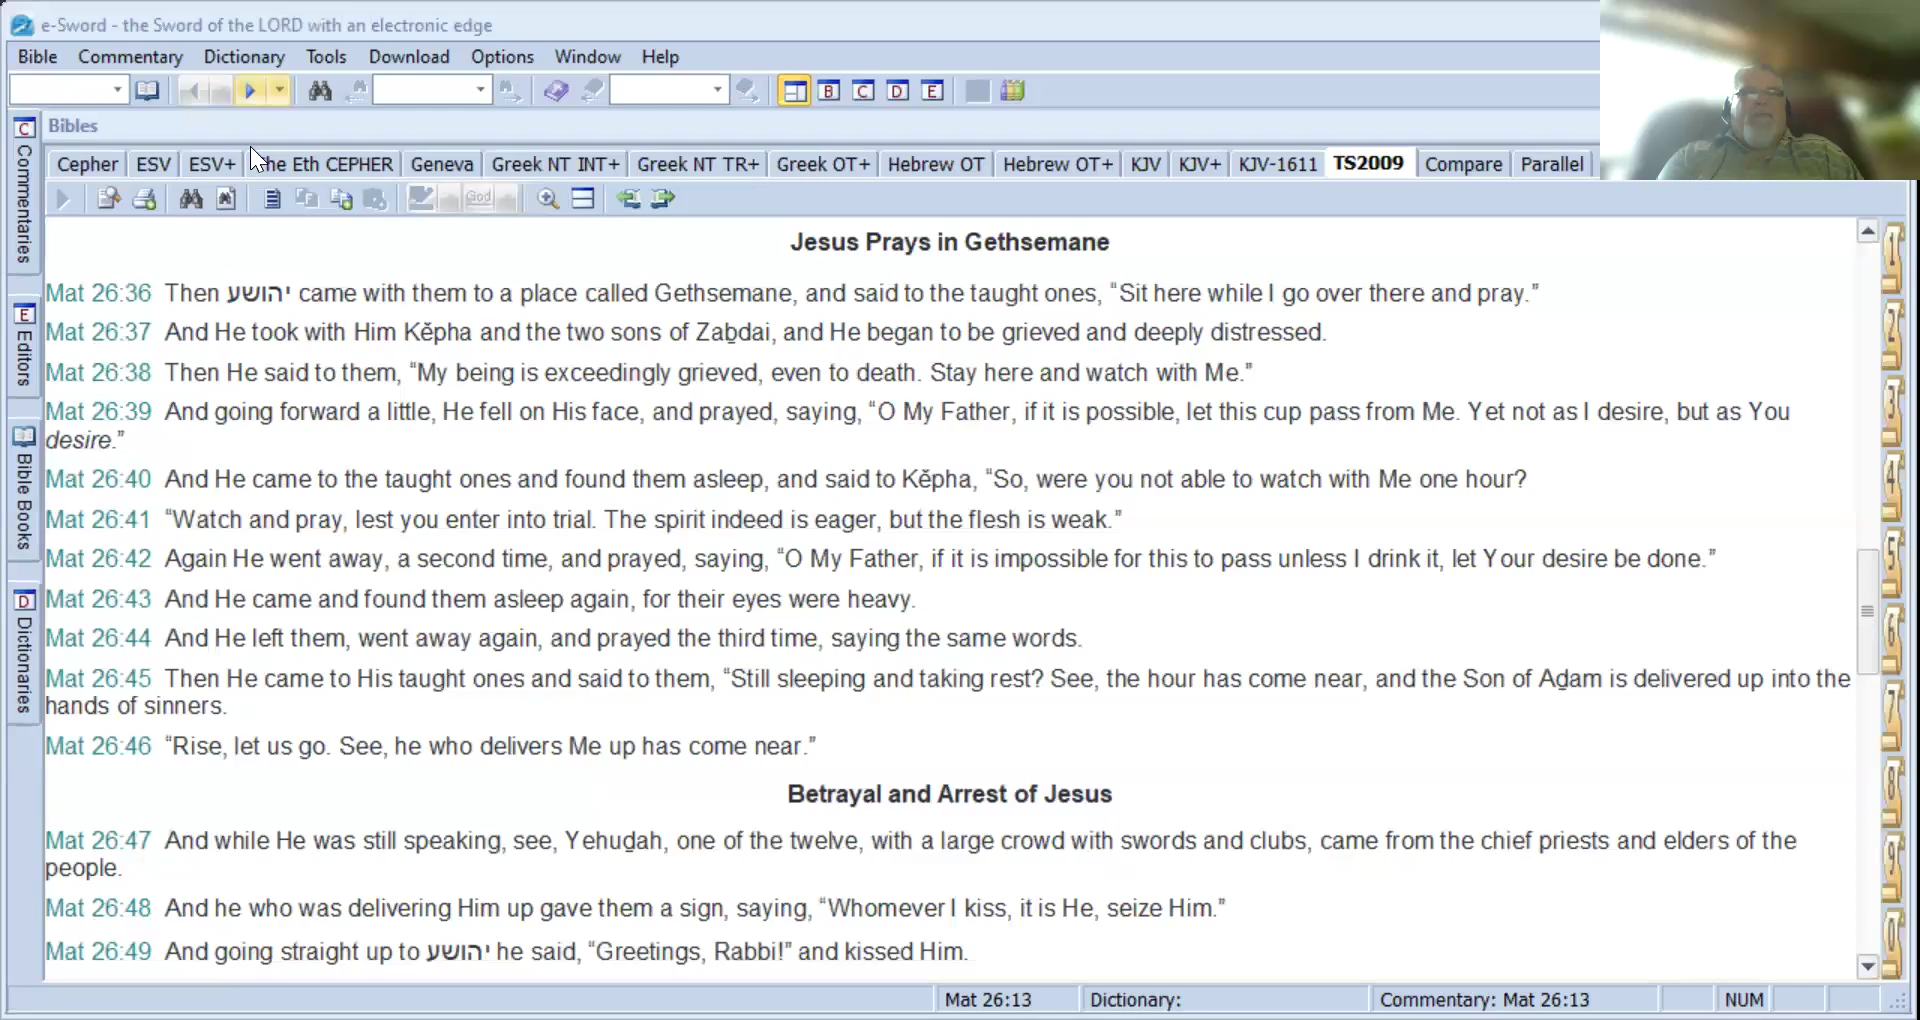 e-Sword - the Sword of the LORD with an electronic edge
Bible Commentary Dictionary Tools Download Options Window Help
B C D E
Bibles
Cepher ESV ESV+ he Eth CEPHER Geneva Greek NT INT+ Greek NT TR+ Greek OT+ Hebrew OT Hebrew OT+ KJV KJV+ KJV-1611 TS2009 Compare Parallel
God
C Commentaries
E Editors
Bible Books
D Dictionaries
Jesus Prays in Gethsemane
Mat 26:36 Then יהושע came with them to a place called Gethsemane, and said to the taught ones, “Sit here while I go over there and pray.”
Mat 26:37 And He took with Him Kĕpha and the two sons of Zaḇdai, and He began to be grieved and deeply distressed.
Mat 26:38 Then He said to them, “My being is exceedingly grieved, even to death. Stay here and watch with Me.”
Mat 26:39 And going forward a little, He fell on His face, and prayed, saying, “O My Father, if it is possible, let this cup pass from Me. Yet not as I desire, but as You
desire.”
Mat 26:40 And He came to the taught ones and found them asleep, and said to Kĕpha, “So, were you not able to watch with Me one hour?
Mat 26:41 “Watch and pray, lest you enter into trial. The spirit indeed is eager, but the flesh is weak.”
Mat 26:42 Again He went away, a second time, and prayed, saying, “O My Father, if it is impossible for this to pass unless I drink it, let Your desire be done.”
Mat 26:43 And He came and found them asleep again, for their eyes were heavy.
Mat 26:44 And He left them, went away again, and prayed the third time, saying the same words.
Mat 26:45 Then He came to His taught ones and said to them, “Still sleeping and taking rest? See, the hour has come near, and the Son of Aḏam is delivered up into the
hands of sinners.
Mat 26:46 “Rise, let us go. See, he who delivers Me up has come near.”
Betrayal and Arrest of Jesus
Mat 26:47 And while He was still speaking, see, Yehuḏah, one of the twelve, with a large crowd with swords and clubs, came from the chief priests and elders of the
people.
Mat 26:48 And he who was delivering Him up gave them a sign, saying, “Whomever I kiss, it is He, seize Him.”
Mat 26:49 And going straight up to יהושע he said, “Greetings, Rabbi!” and kissed Him.
1
2
3
4
5
6
7
8
9
0
Mat 26:13 Dictionary: Commentary: Mat 26:13 NUM